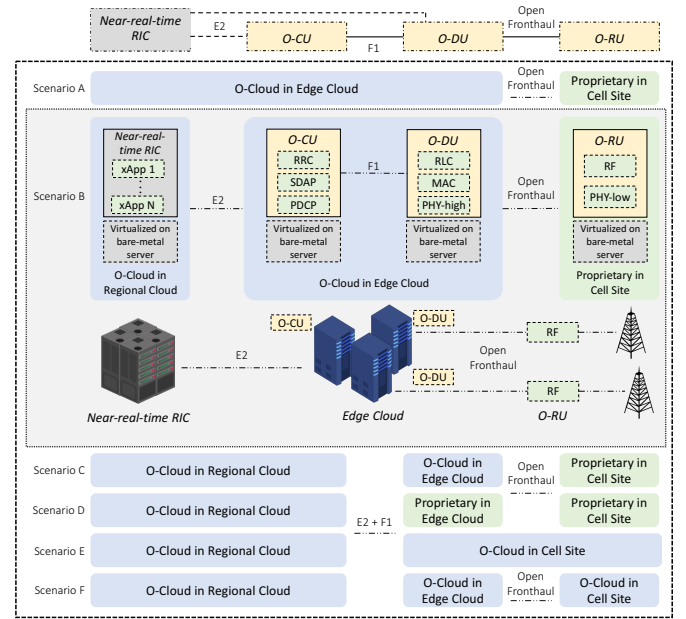 Near-real-time
RIC
E2
O-CU
F1
O-DU
Open
Fronthaul
O-RU
Scenario A
O-Cloud in Edge Cloud
Open
Fronthaul
Proprietary in
Cell Site
Scenario B
Near-real-
time RIC
xApp 1
xApp N
Virtualized on
bare-metal
server
O-Cloud in
Regional Cloud
E2
O-CU
RRC
SDAP
PDCP
Virtualized on
bare-metal
server
F1
O-DU
RLC
MAC
PHY-high
Virtualized on
bare-metal
server
O-Cloud in Edge Cloud
Open
Fronthaul
O-RU
RF
PHY-low
Virtualized on
bare-metal
server
Proprietary in
Cell Site
Near-real-time RIC
E2
O-CU
O-DU
O-DU
Edge Cloud
Open
Fronthaul
RF
RF
O-RU
Scenario C
O-Cloud in Regional Cloud
O-Cloud in
Edge Cloud
Open
Fronthaul
Proprietary in
Cell Site
Scenario D
O-Cloud in Regional Cloud
E2 + F1
Proprietary in
Edge Cloud
Proprietary in
Cell Site
Scenario E
O-Cloud in Regional Cloud
O-Cloud in Cell Site
Scenario F
O-Cloud in Regional Cloud
O-Cloud in
Edge Cloud
Open
Fronthaul
O-Cloud in
Cell Site